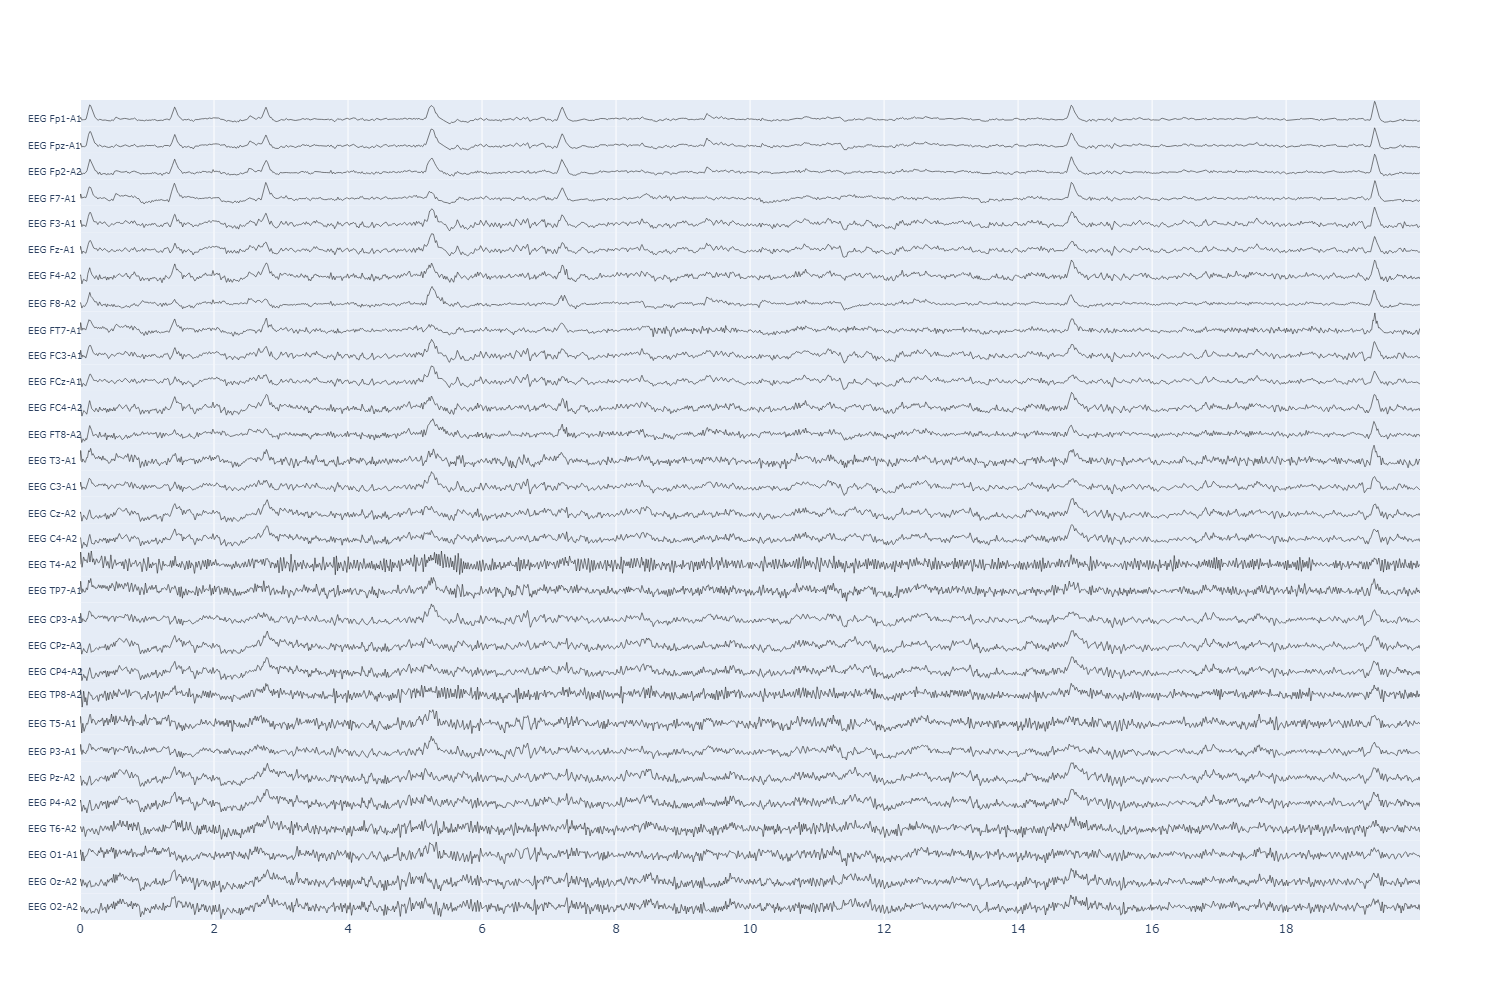 EEG Fp1-A1
EEG Fpz-A1
EEG Fp2-A2
EEG F7-A1
EEG F3-A1
EEG Fz-A1
EEG F4-A2
EEG F8-A2
EEG FT7-A1
EEG FC3-A1
EEG FCz-A1
EEG FC4-A2
EEG FT8-A2
EEG T3-A1
EEG C3-A1
EEG Cz-A2
EEG C4-A2
EEG T4-A2
EEG TP7-A1
EEG CP3-A1
EEG CPz-A2
EEG CP4-A2
EEG TP8-A2
EEG T5-A1
EEG P3-A1
EEG Pz-A2
EEG P4-A2
EEG T6-A2
EEG O1-A1
EEG Oz-A2
EEG O2-A2
0 2 4 6 8 10 12 14 16 18